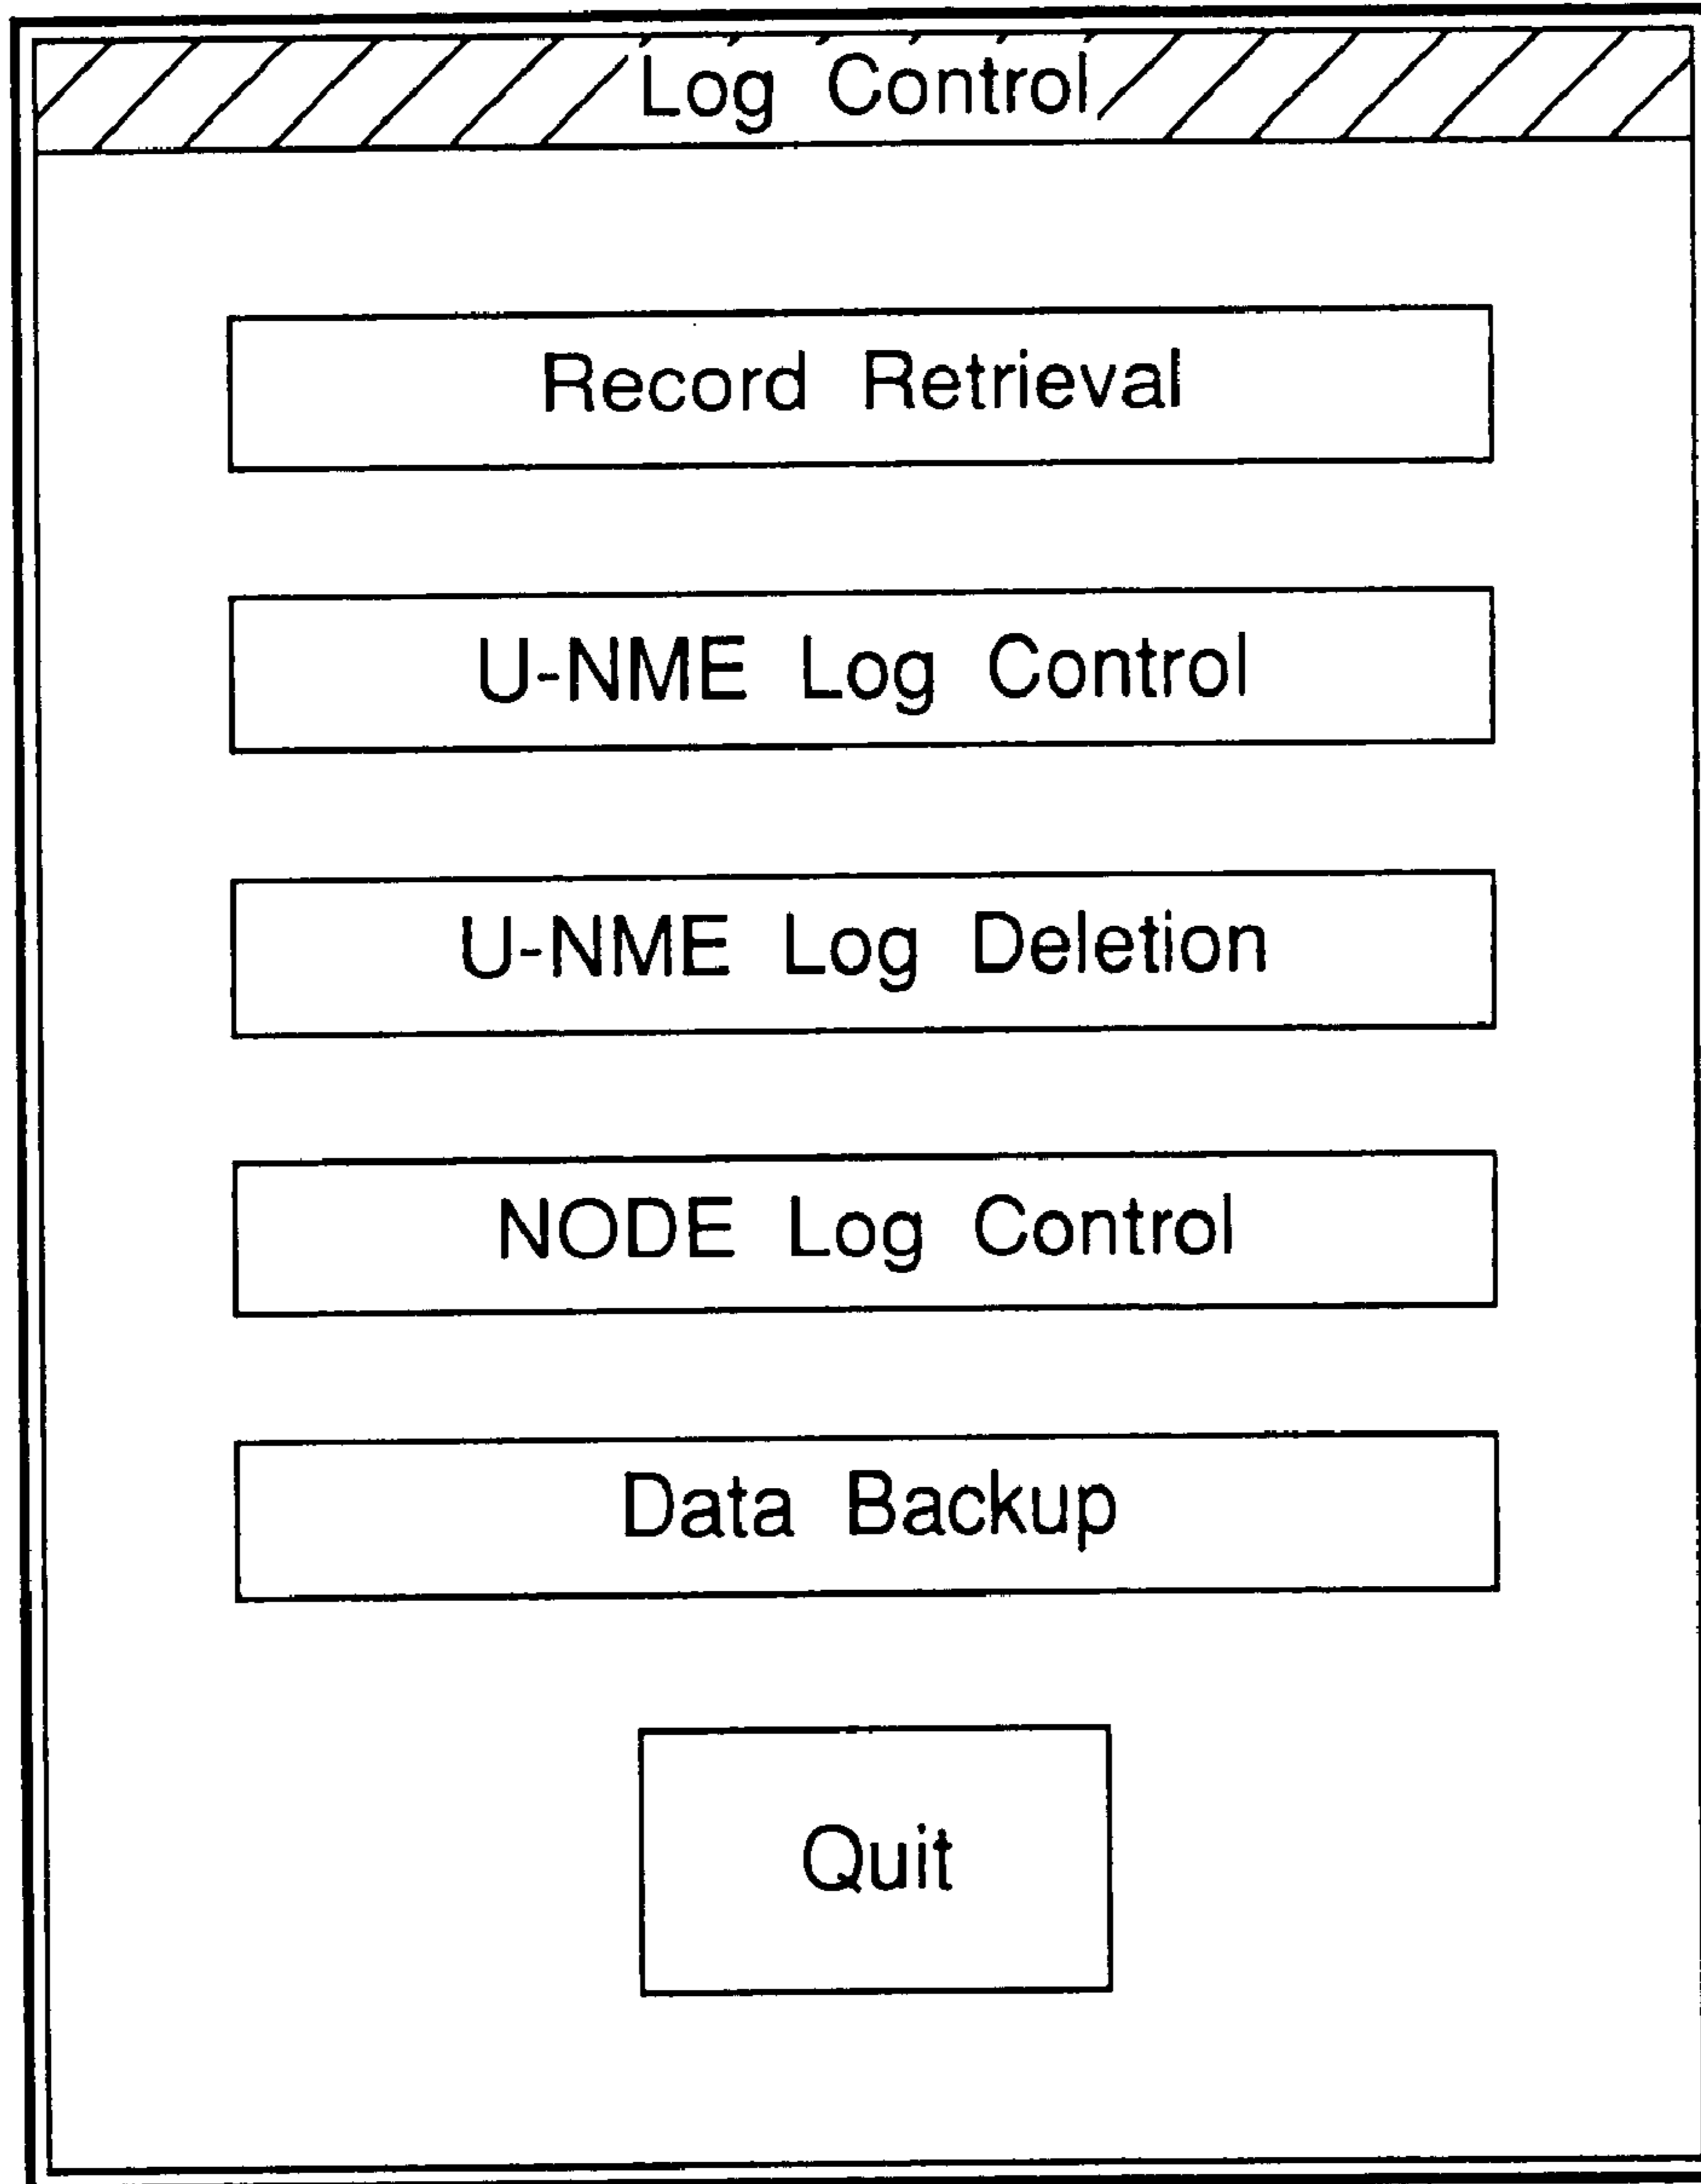 Log Control
Record Retrieval
U-NME Log Control
U-NME Log Deletion
NODE Log Control
Data Backup
Quit